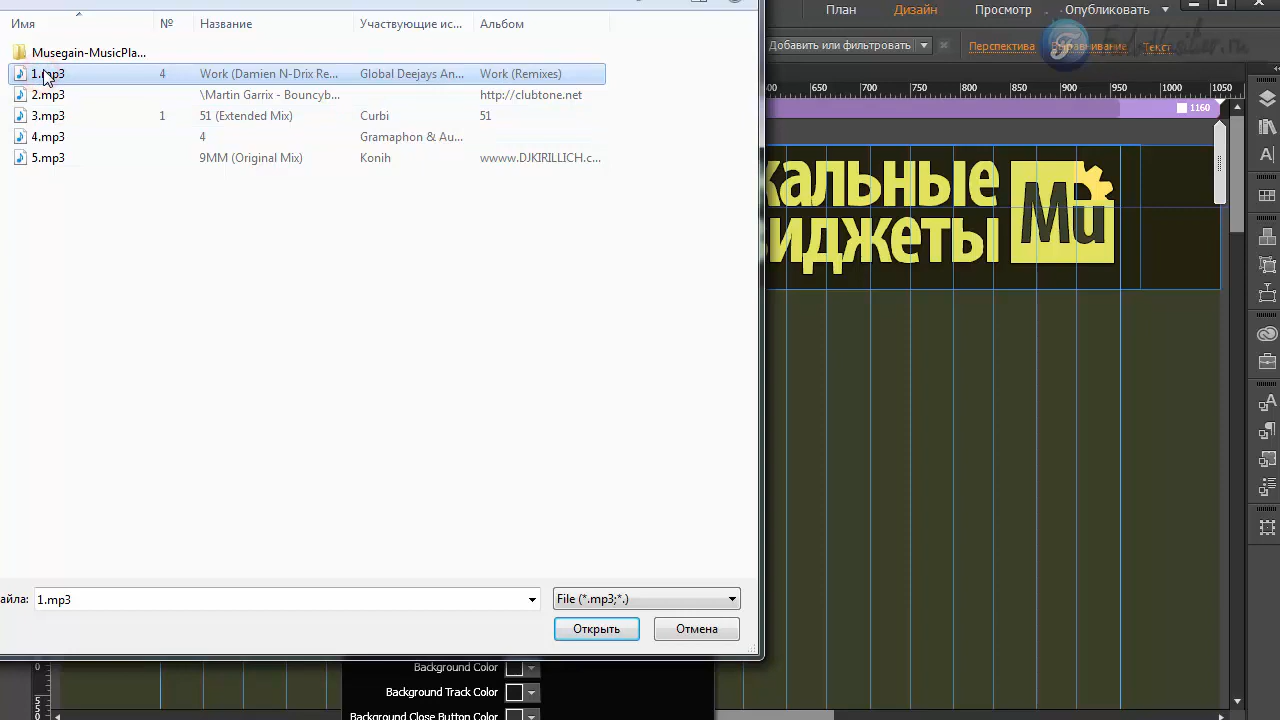 План Дизайн Просмотр Опубликовать
Имя № Название Участвующие ис... Альбом
Musegain-MusicPla...
1.mp3 4 Work (Damien N-Drix Re... Global Deejays An... Work (Remixes)
2.mp3 \Martin Garrix - Bouncyb... http://clubtone.net
3.mp3 1 51 (Extended Mix) Curbi 51
4.mp3 4 Gramaphon & Au...
5.mp3 9MM (Original Mix) Konih wwww.DJKIRILLICH.c...
Добавить или фильтровать Перспектива Выравнивание Текст
600 650 700 750 800 850 900 950 1000 1050
1160
кальные
виджеты
Mu
айла: 1.mp3 File (*.mp3;*.)
Открыть Отмена
Background Color
Background Track Color
Background Close Button Color